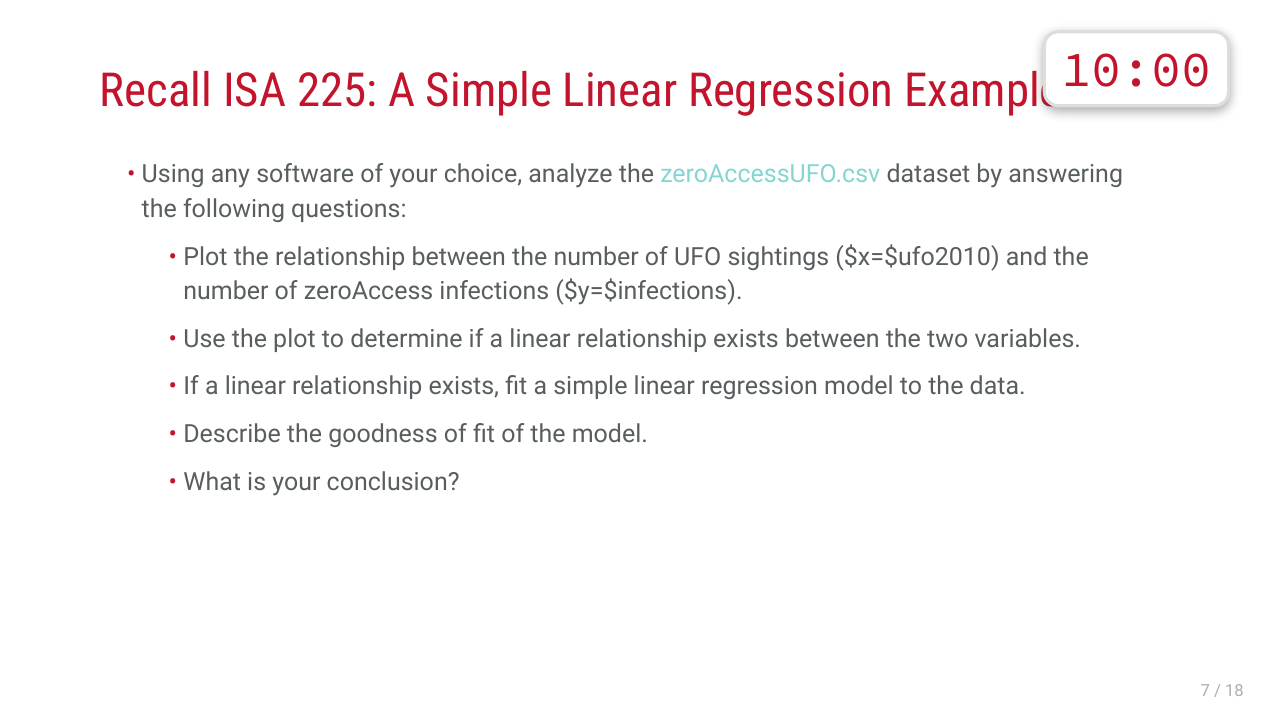 Recall ISA 225: A Simple Linear Regression Example
10:00
• Using any software of your choice, analyze the zeroAccessUFO.csv dataset by answering
the following questions:
• Plot the relationship between the number of UFO sightings ($x=$ufo2010) and the
number of zeroAccess infections ($y=$infections).
• Use the plot to determine if a linear relationship exists between the two variables.
• If a linear relationship exists, fit a simple linear regression model to the data.
• Describe the goodness of fit of the model.
• What is your conclusion?
7 / 18